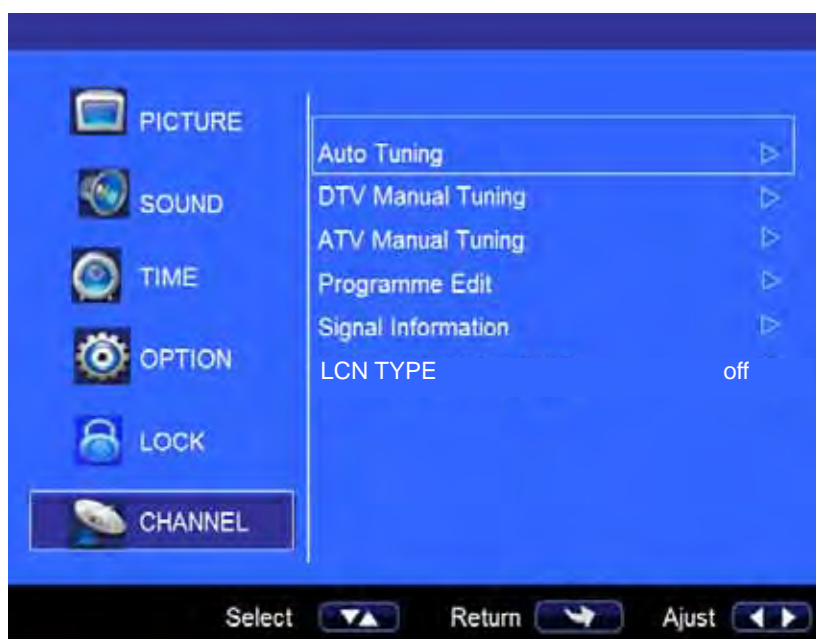 PICTURE
SOUND
TIME
OPTION
LOCK
CHANNEL
Auto Tuning
DTV Manual Tuning
ATV Manual Tuning
Programme Edit
Signal Information
LCN TYPE off
Select Return Ajust